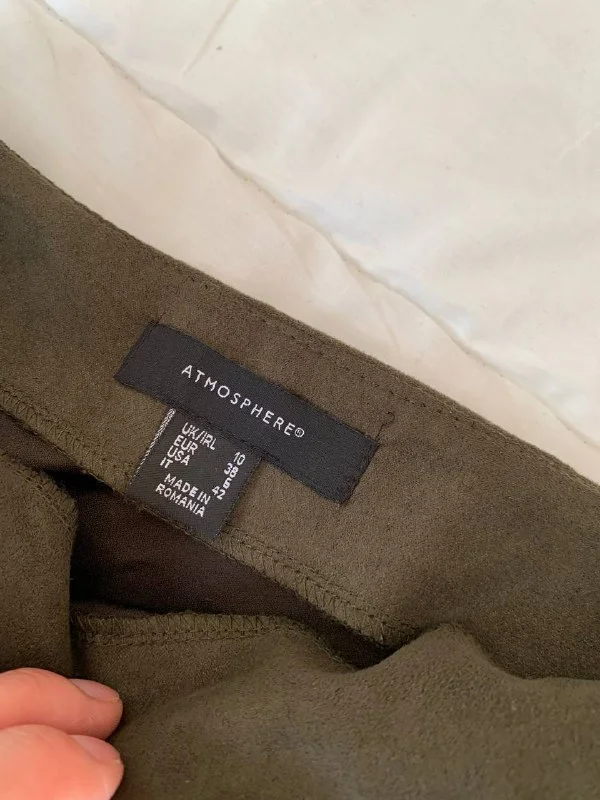 ATMOSPHERE®
UK/IRL 10
EUR 38
USA 6
IT 42
MADE IN
ROMANIA